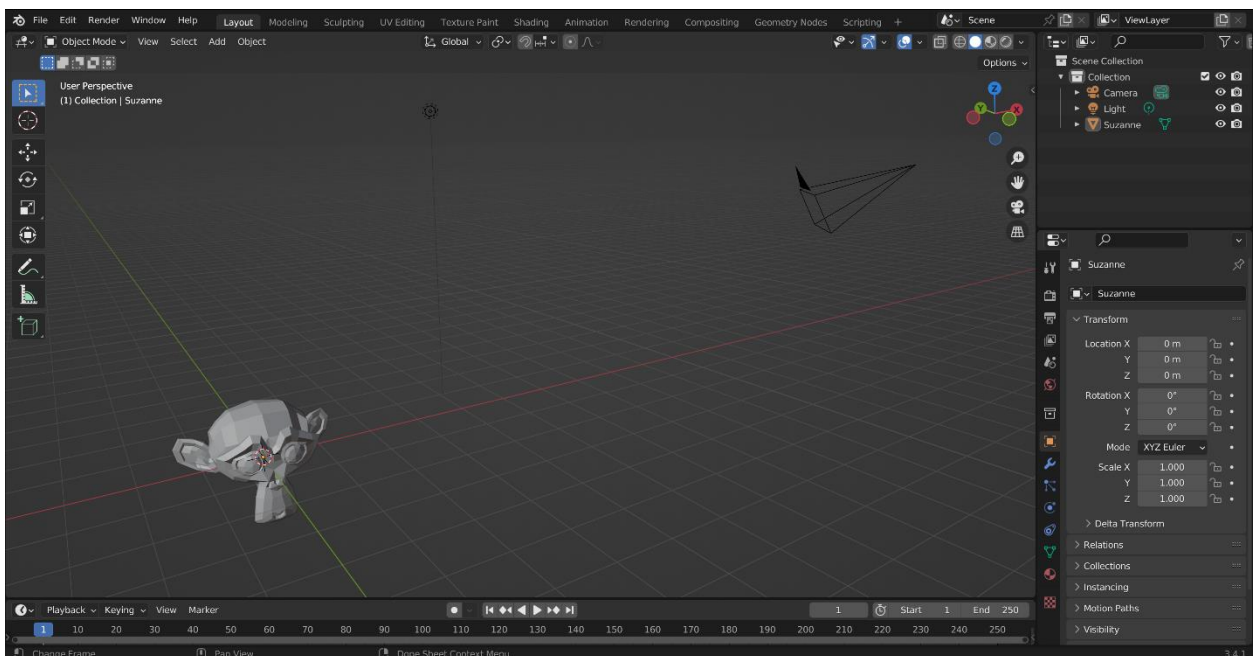 File Edit Render Window Help Layout Modeling Sculpting UV Editing Texture Paint Shading Animation Rendering Compositing Geometry Nodes Scripting + Scene ViewLayer
Object Mode View Select Add Object Global
Options
User Perspective
(1) Collection | Suzanne
Z
Y
X
Scene Collection
Collection
Camera
Light
Suzanne
Suzanne
Suzanne
Transform
Location X 0 m
Y 0 m
Z 0 m
Rotation X 0°
Y 0°
Z 0°
Mode XYZ Euler
Scale X 1.000
Y 1.000
Z 1.000
Delta Transform
Relations
Collections
Instancing
Motion Paths
Visibility
Playback Keying View Marker 1 Start 1 End 250
1 10 20 30 40 50 60 70 80 90 100 110 120 130 140 150 160 170 180 190 200 210 220 230 240 250
Change Frame Pan View Dope Sheet Context Menu 3.4.1